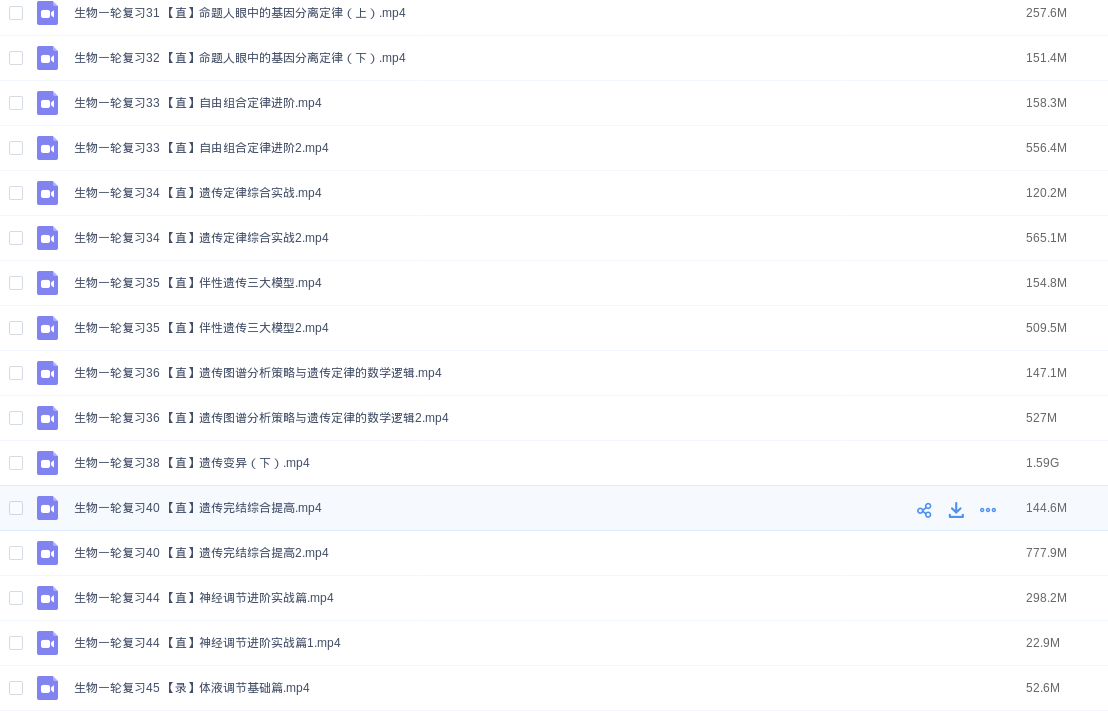 生物一轮复习31 【直】命题人眼中的基因分离定律（上）.mp4 257.6M
生物一轮复习32 【直】命题人眼中的基因分离定律（下）.mp4 151.4M
生物一轮复习33 【直】自由组合定律进阶.mp4 158.3M
生物一轮复习33 【直】自由组合定律进阶2.mp4 556.4M
生物一轮复习34 【直】遗传定律综合实战.mp4 120.2M
生物一轮复习34 【直】遗传定律综合实战2.mp4 565.1M
生物一轮复习35 【直】伴性遗传三大模型.mp4 154.8M
生物一轮复习35 【直】伴性遗传三大模型2.mp4 509.5M
生物一轮复习36 【直】遗传图谱分析策略与遗传定律的数学逻辑.mp4 147.1M
生物一轮复习36 【直】遗传图谱分析策略与遗传定律的数学逻辑2.mp4 527M
生物一轮复习38 【直】遗传变异（下）.mp4 1.59G
生物一轮复习40 【直】遗传完结综合提高.mp4 144.6M
生物一轮复习40 【直】遗传完结综合提高2.mp4 777.9M
生物一轮复习44 【直】神经调节进阶实战篇.mp4 298.2M
生物一轮复习44 【直】神经调节进阶实战篇1.mp4 22.9M
生物一轮复习45 【录】体液调节基础篇.mp4 52.6M